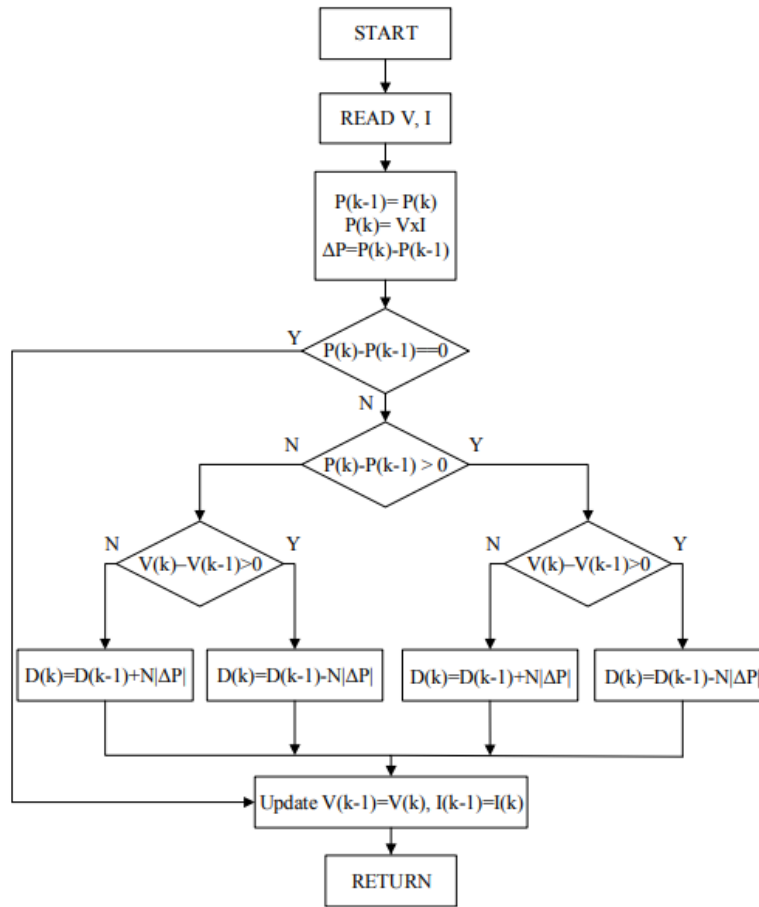 START
READ V, I
P(k-1)= P(k)
P(k)= VxI
ΔP=P(k)-P(k-1)
Y
P(k)-P(k-1)==0
N
N
P(k)-P(k-1) > 0
Y
N
V(k)–V(k-1)>0
Y
N
V(k)–V(k-1)>0
Y
D(k)=D(k-1)+N|ΔP|
D(k)=D(k-1)-N|ΔP|
D(k)=D(k-1)+N|ΔP|
D(k)=D(k-1)-N|ΔP|
Update V(k-1)=V(k), I(k-1)=I(k)
RETURN